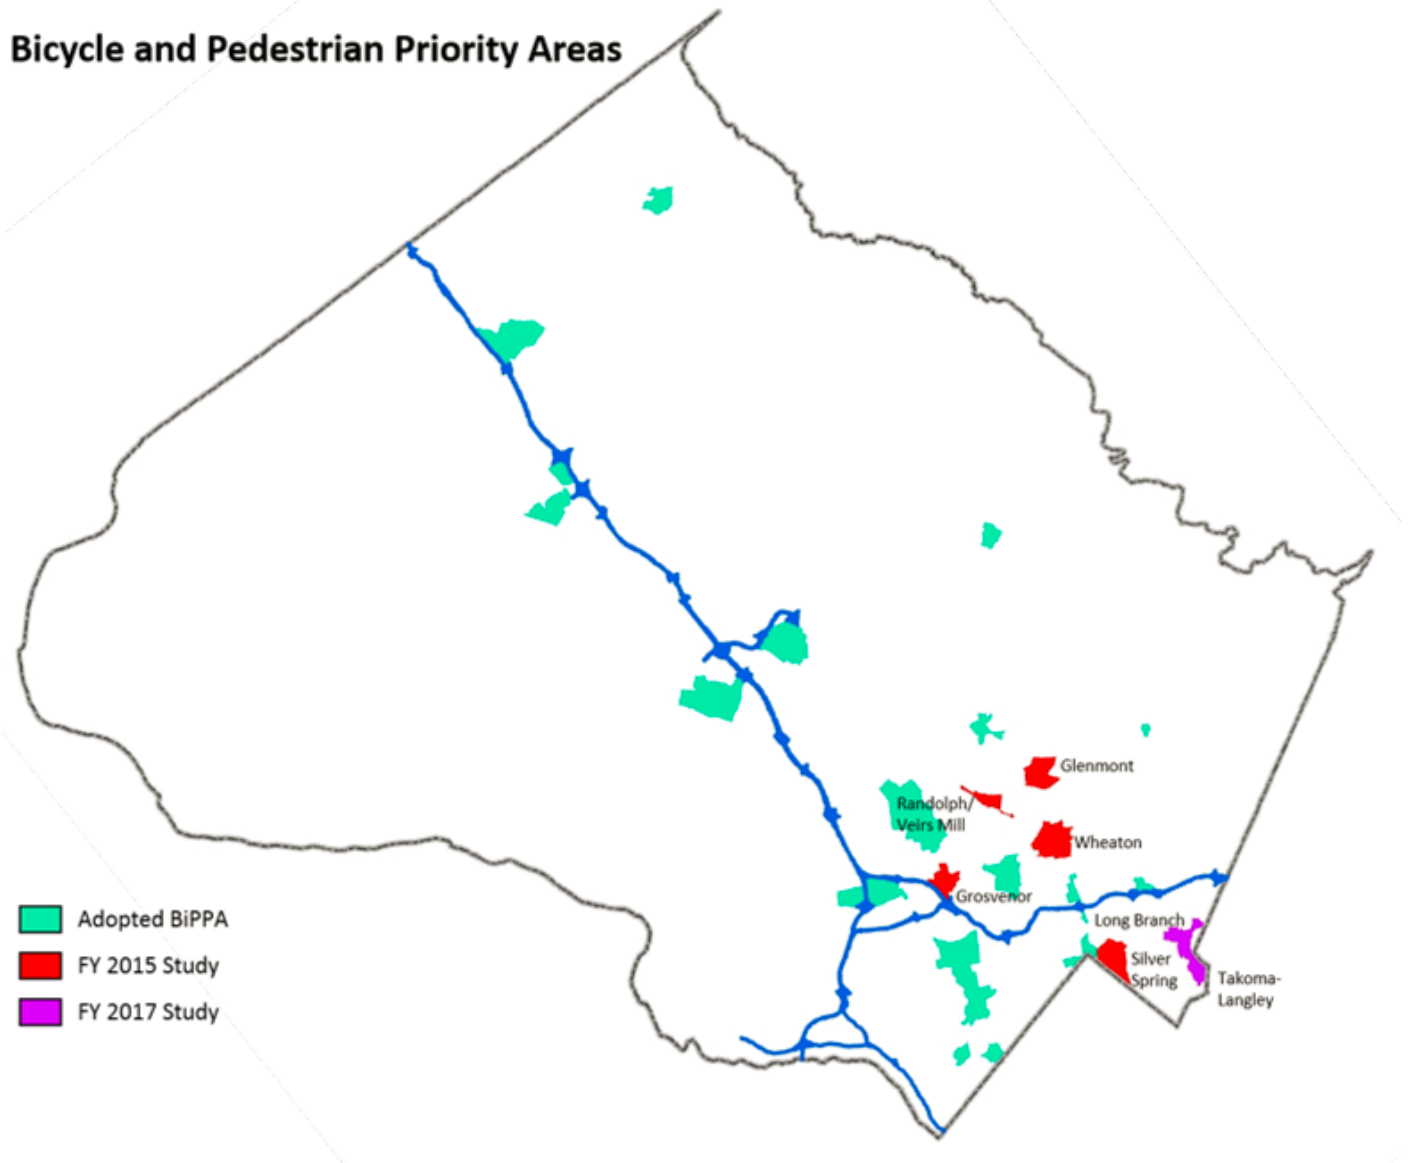 Bicycle and Pedestrian Priority Areas
Glenmont
Randolph/
Veirs Mill
Wheaton
Grosvenor
Long Branch
Silver
Spring
Takoma-
Langley
Adopted BiPPA
FY 2015 Study
FY 2017 Study